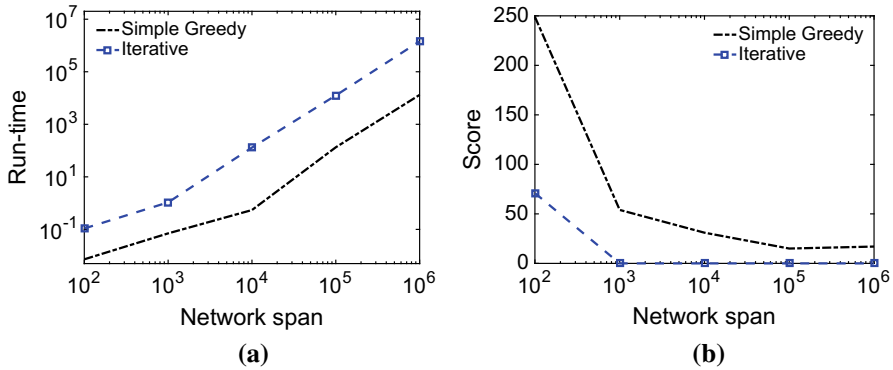 Run-time
10^7
10^5
10^3
10^1
10^-1
Simple Greedy
Iterative
10^2 10^3 10^4 10^5 10^6
Network span
(a)
Score
250
200
150
100
50
0
Simple Greedy
Iterative
10^2 10^3 10^4 10^5 10^6
Network span
(b)